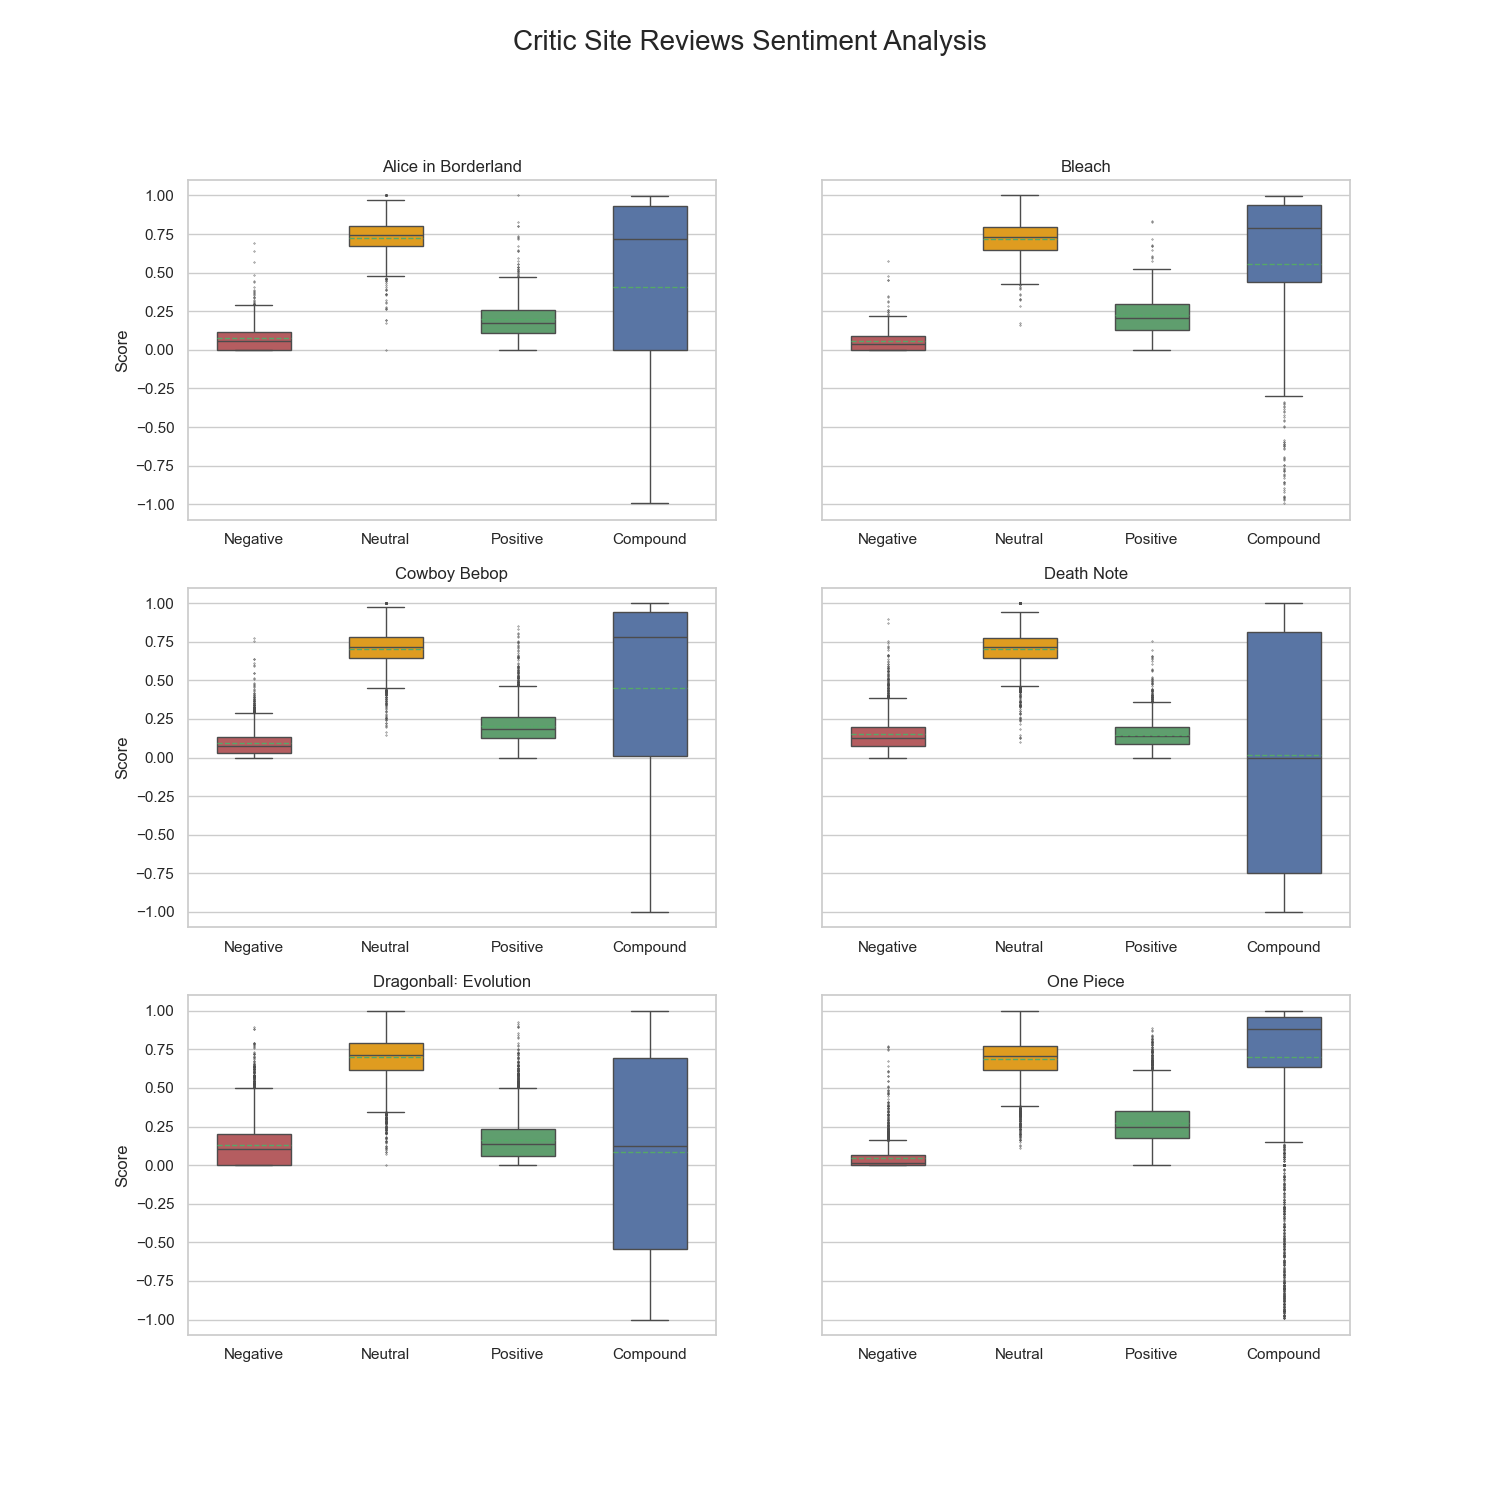 Critic Site Reviews Sentiment Analysis
Alice in Borderland
Score
1.00
0.75
0.50
0.25
0.00
−0.25
−0.50
−0.75
−1.00
Negative Neutral Positive Compound
Bleach
Negative Neutral Positive Compound
Cowboy Bebop
Score
1.00
0.75
0.50
0.25
0.00
−0.25
−0.50
−0.75
−1.00
Negative Neutral Positive Compound
Death Note
Negative Neutral Positive Compound
Dragonball: Evolution
Score
1.00
0.75
0.50
0.25
0.00
−0.25
−0.50
−0.75
−1.00
Negative Neutral Positive Compound
One Piece
Negative Neutral Positive Compound